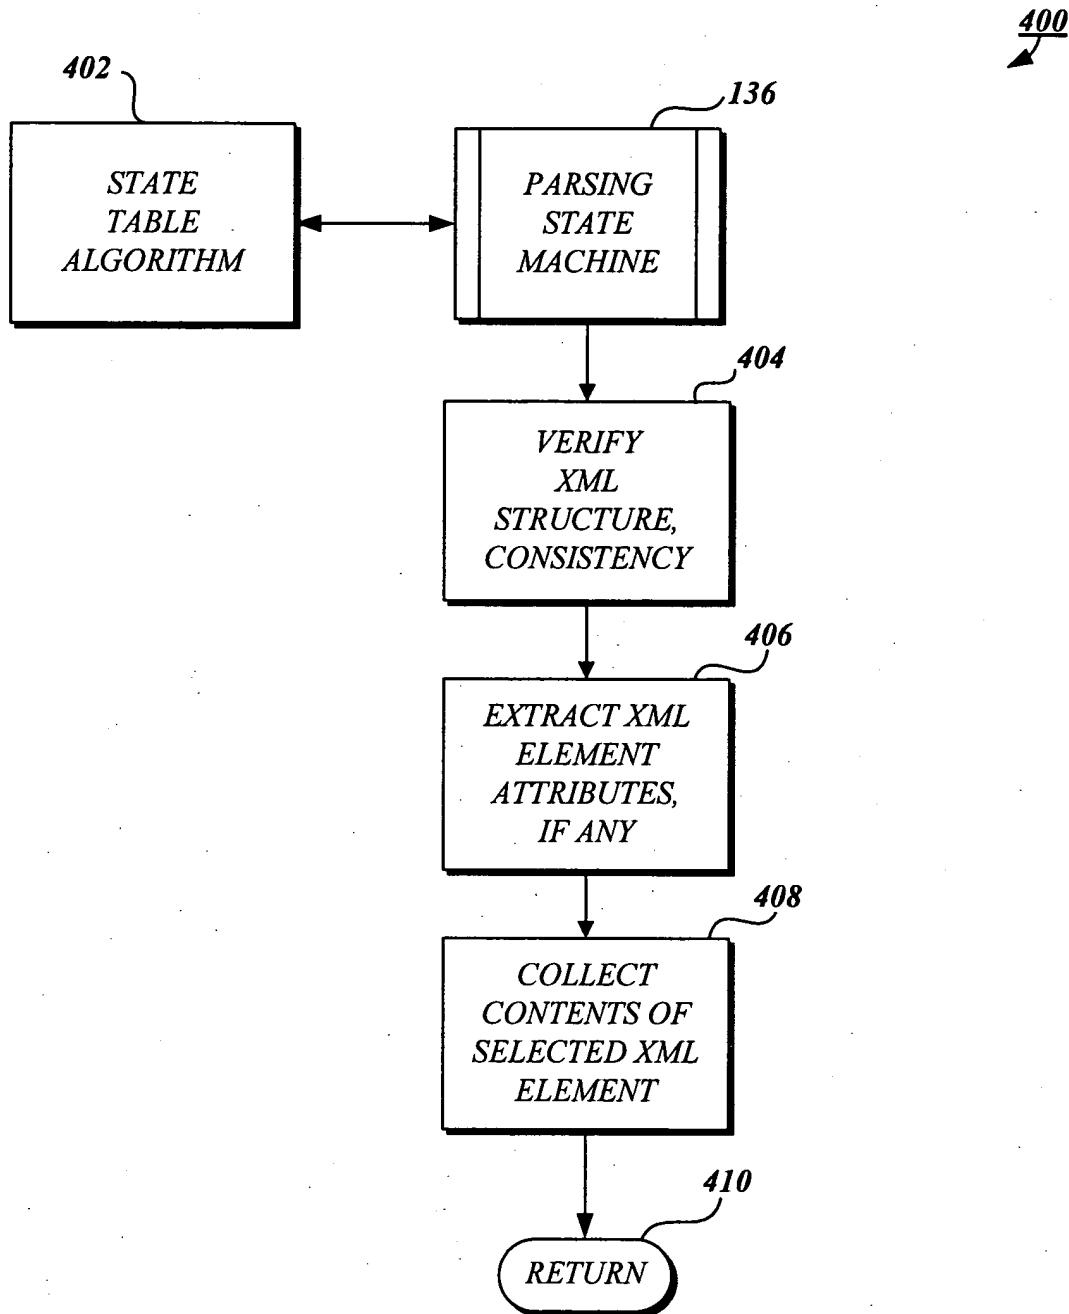 400
402
STATE
TABLE
ALGORITHM
136
PARSING
STATE
MACHINE
404
VERIFY
XML
STRUCTURE,
CONSISTENCY
406
EXTRACT XML
ELEMENT
ATTRIBUTES,
IF ANY
408
COLLECT
CONTENTS OF
SELECTED XML
ELEMENT
410
RETURN